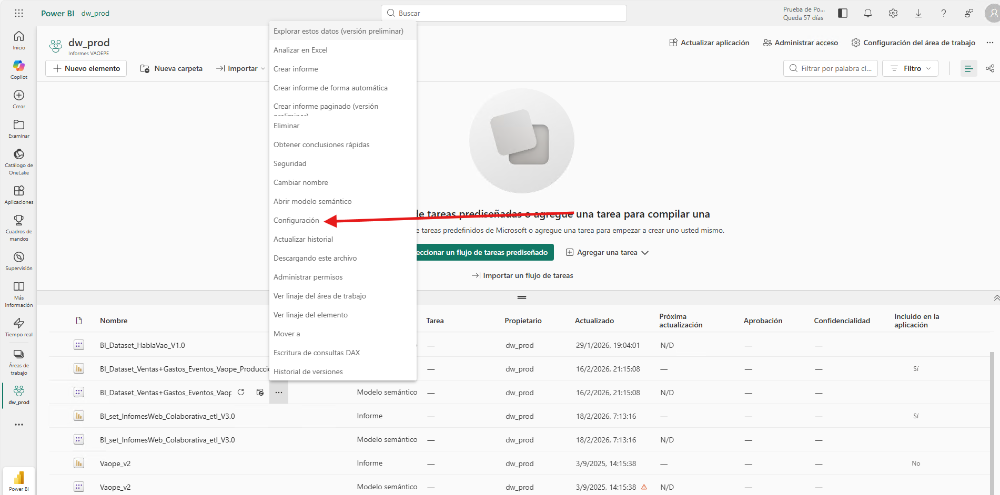 Power BI dw_prod
Buscar
Prueba de Po...
Queda 57 días
Inicio
Copilot
Crear
Examinar
Catálogo de
OneLake
Aplicaciones
Cuadros de
mandos
Supervisión
Más
información
Tiempo real
Áreas de
trabajo
dw_prod
Power BI
dw_prod
Informes VAOEPE
Actualizar aplicación
Administrar acceso
Configuración del área de trabajo
Nuevo elemento
Nueva carpeta
Importar
Filtrar por palabra cl...
Filtro
Explorar estos datos (versión preliminar)
Analizar en Excel
Crear informe
Crear informe de forma automática
Crear informe paginado (versión
preliminar)
Eliminar
Obtener conclusiones rápidas
Seguridad
Cambiar nombre
Abrir modelo semántico
Configuración
Actualizar historial
Descargando este archivo
Administrar permisos
Ver linaje del área de trabajo
Ver linaje del elemento
Mover a
Escritura de consultas DAX
Historial de versiones
de tareas prediseñadas o agregue una tarea para compilar una
e tareas predefinidos de Microsoft o agregue una tarea para empezar a crear uno usted mismo.
eccionar un flujo de tareas prediseñado
Agregar una tarea
Importar un flujo de tareas
Nombre Tarea Propietario Actualizado Próxima actualización Aprobación Confidencialidad Incluido en la aplicación
BI_Dataset_HablaVao_V1.0 — dw_prod 29/1/2026, 19:04:01 N/D — —
BI_Dataset_Ventas+Gastos_Eventos_Vaope_Producci — dw_prod 16/2/2026, 21:15:08 — — — Sí
BI_Dataset_Ventas+Gastos_Eventos_Vaop ... Modelo semántico — dw_prod 16/2/2026, 21:15:08 N/D — —
BI_set_InfomesWeb_Colaborativa_etl_V3.0 Informe — dw_prod 18/2/2026, 7:13:16 — — — Sí
BI_set_InfomesWeb_Colaborativa_etl_V3.0 Modelo semántico — dw_prod 18/2/2026, 7:13:16 N/D — —
Vaope_v2 Informe — dw_prod 3/9/2025, 14:15:38 — — — No
Vaope_v2 Modelo semántico — dw_prod 3/9/2025, 14:15:38 N/D — —